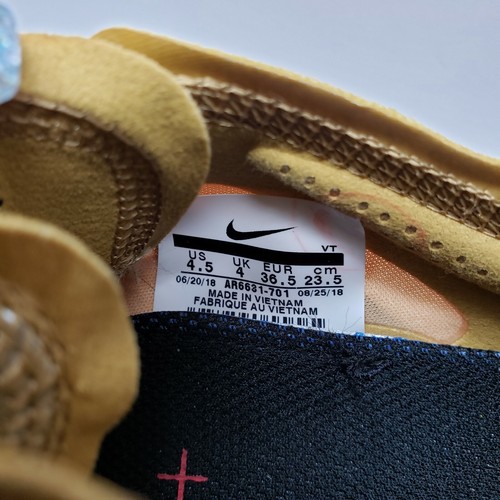 VT
US UK EUR cm
4.5 4 36.5 23.5
06/20/18 AR6631-701 08/25/18
MADE IN VIETNAM
FABRIQUE AU VIETNAM